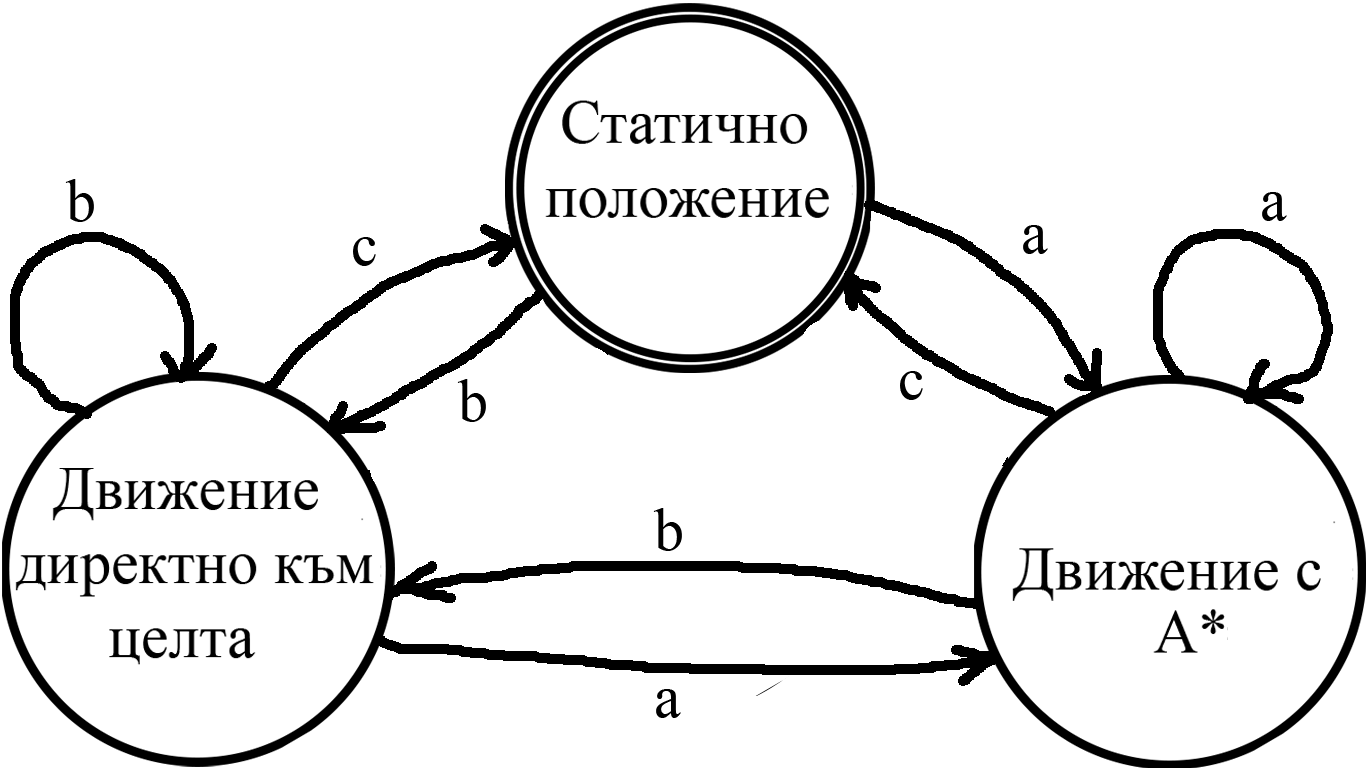 Статично
положение
b
a
c
a
c
b
Движение
директно към
целта
b
Движение с
A*
a